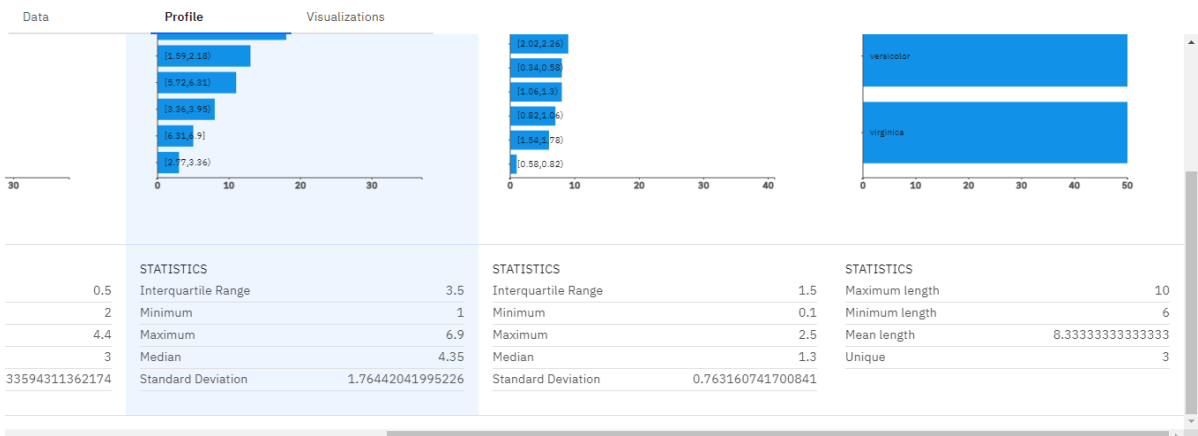 Data Profile Visualizations
[1.59,2.18)
[5.72,6.31)
[3.36,3.95)
[6.31,6.9]
[2.77,3.36)
[2.02,2.26)
[0.34,0.58)
[1.06,1.3)
[0.82,1.06)
[1.54,1.78)
[0.58,0.82)
versicolor
virginica
30
0 10 20 30
0 10 20 30 40
0 10 20 30 40 50
0.5
2
4.4
3
33594311362174
STATISTICS
Interquartile Range 3.5
Minimum 1
Maximum 6.9
Median 4.35
Standard Deviation 1.76442041995226
STATISTICS
Interquartile Range 1.5
Minimum 0.1
Maximum 2.5
Median 1.3
Standard Deviation 0.763160741700841
STATISTICS
Maximum length 10
Minimum length 6
Mean length 8.33333333333333
Unique 3